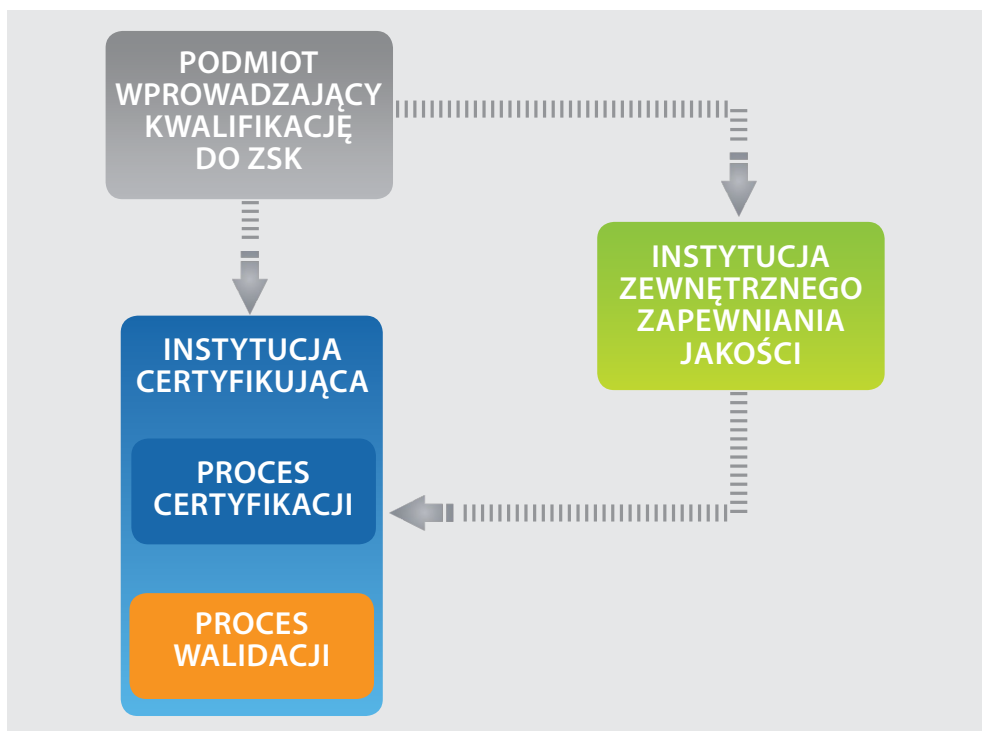 PODMIOT
WPROWADZAJĄCY
KWALIFIKACJĘ
DO ZSK
INSTYTUCJA
ZEWNĘTRZNEGO
ZAPEWNIANIA
JAKOŚCI
INSTYTUCJA
CERTYFIKUJĄCA
PROCES
CERTYFIKACJI
PROCES
WALIDACJI